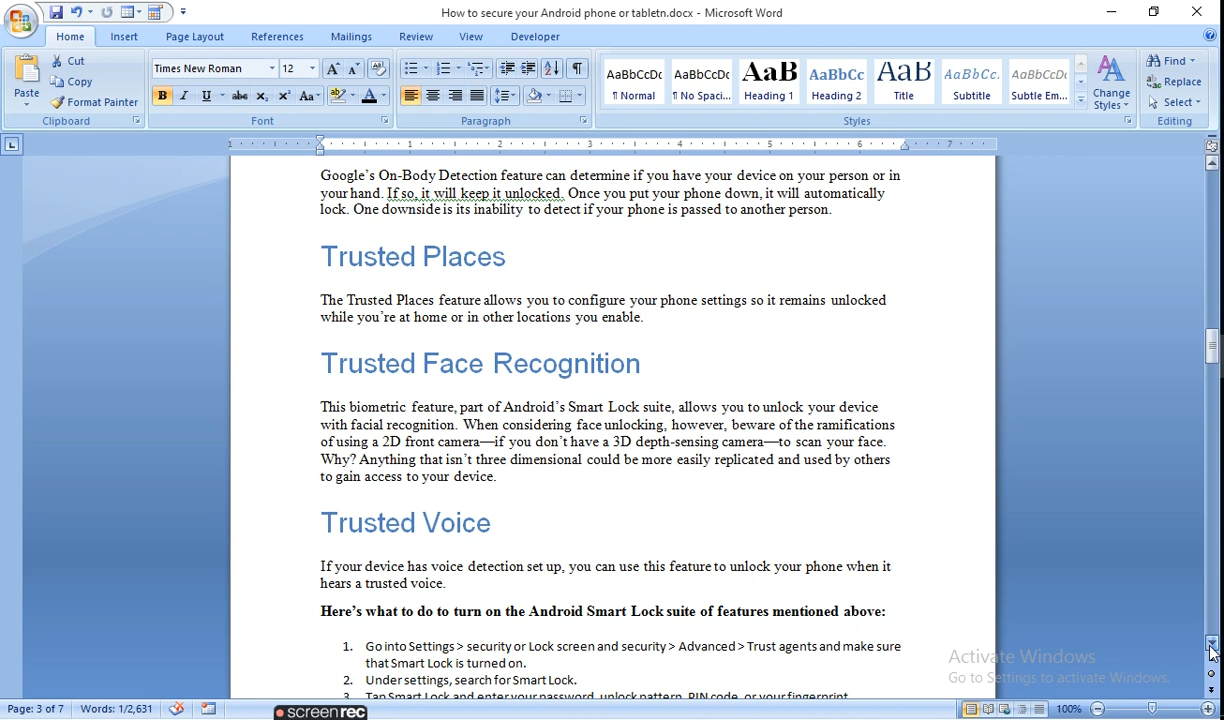 How to secure your Android phone or tabletn.docx - Microsoft Word
Home Insert Page Layout References Mailings Review View Developer
Paste Cut Copy Format Painter
Times New Roman 12
AaBbCcDc AaBbCcDc AaB AaBbCc AaB AaBbCc. AaBbCcDc
¶ Normal ¶ No Spaci... Heading 1 Heading 2 Title Subtitle Subtle Em...
Change Styles
Find Replace Select
Clipboard Font Paragraph Styles Editing
Google's On-Body Detection feature can determine if you have your device on your person or in
your hand. If so, it will keep it unlocked. Once you put your phone down, it will automatically
lock. One downside is its inability to detect if your phone is passed to another person.
Trusted Places
The Trusted Places feature allows you to configure your phone settings so it remains unlocked
while you're at home or in other locations you enable.
Trusted Face Recognition
This biometric feature, part of Android's Smart Lock suite, allows you to unlock your device
with facial recognition. When considering face unlocking, however, beware of the ramifications
of using a 2D front camera—if you don't have a 3D depth-sensing camera—to scan your face.
Why? Anything that isn't three dimensional could be more easily replicated and used by others
to gain access to your device.
Trusted Voice
If your device has voice detection set up, you can use this feature to unlock your phone when it
hears a trusted voice.
Here's what to do to turn on the Android Smart Lock suite of features mentioned above:
1. Go into Settings > security or Lock screen and security > Advanced > Trust agents and make sure
that Smart Lock is turned on.
2. Under settings, search for Smart Lock.
3. Tap Smart Lock and enter your password, unlock pattern, PIN code, or your fingerprint
Activate Windows
Go to Settings to activate Windows.
Page: 3 of 7 Words: 1/2,631 100%
screenrec